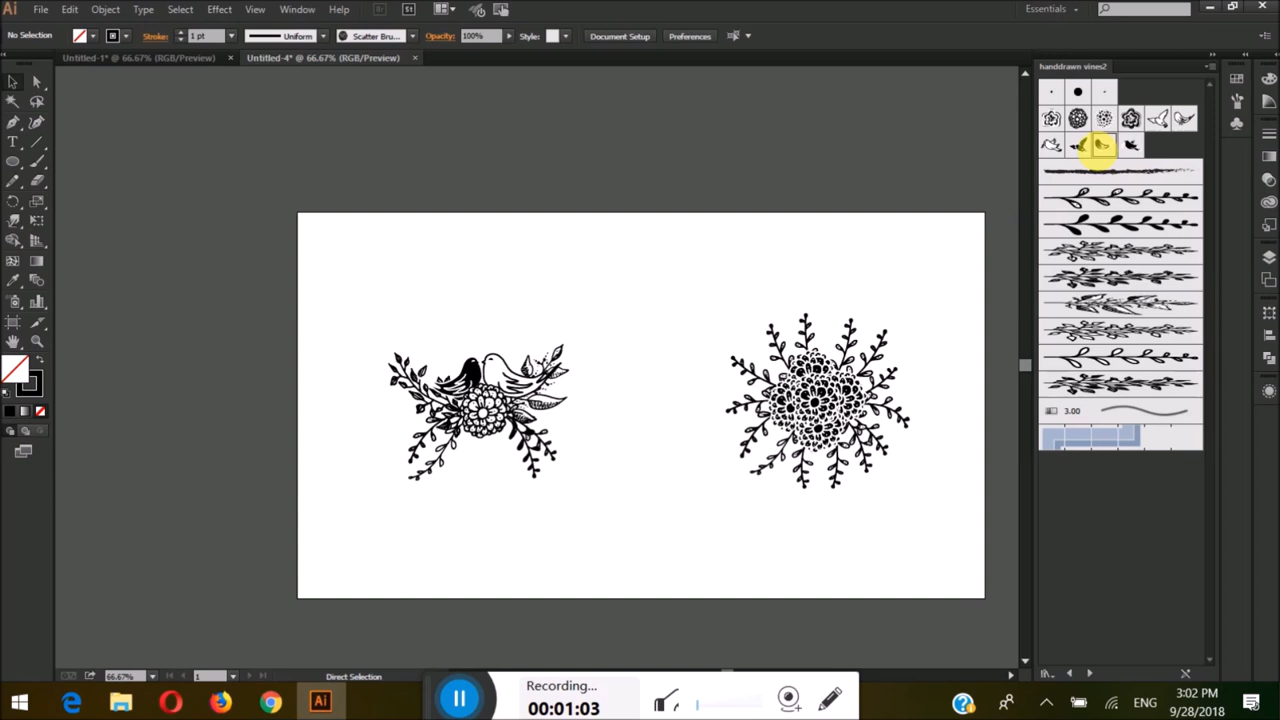 Ai File Edit Object Type Select Effect View Window Help Br St Essentials
No Selection Stroke: 1 pt Uniform Scatter Bru... Opacity: 100% Style: Document Setup Preferences
Untitled-1* @ 66.67% (RGB/Preview) × Untitled-4* @ 66.67% (RGB/Preview) ×
handdrawn vines2
3.00
66.67% 1 Direct Selection
Recording...
00:01:03
Ai
ENG
3:02 PM
9/28/2018